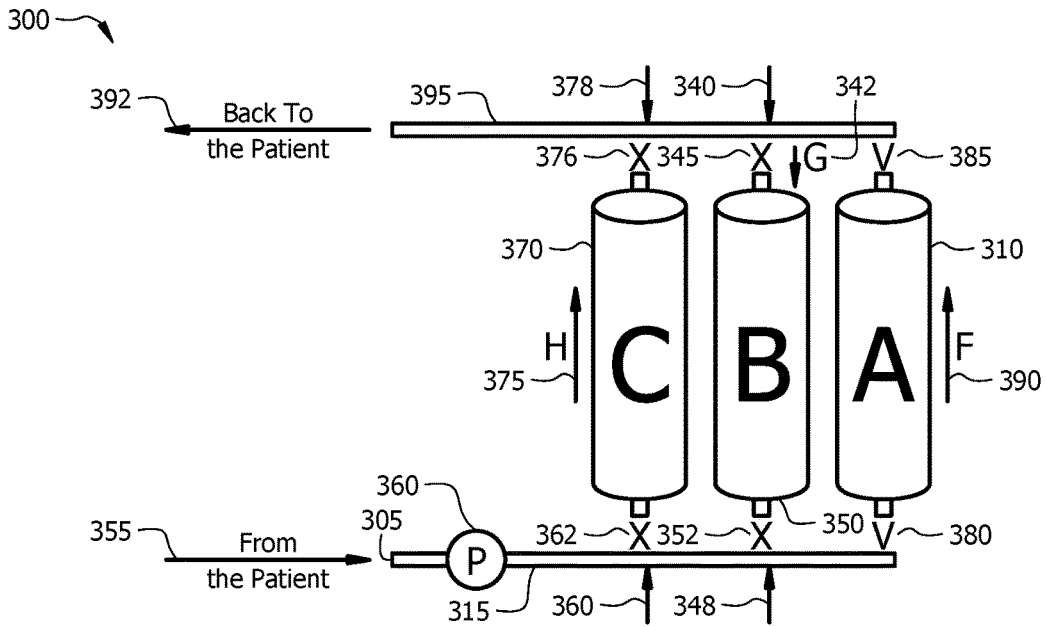 300
392
Back To
the Patient
395
378
340
342
376
X
345
X
G
V
385
370
310
H
375
C
B
A
F
390
360
355
From
the Patient
305
P
315
362
X
352
X
350
V
380
360
348